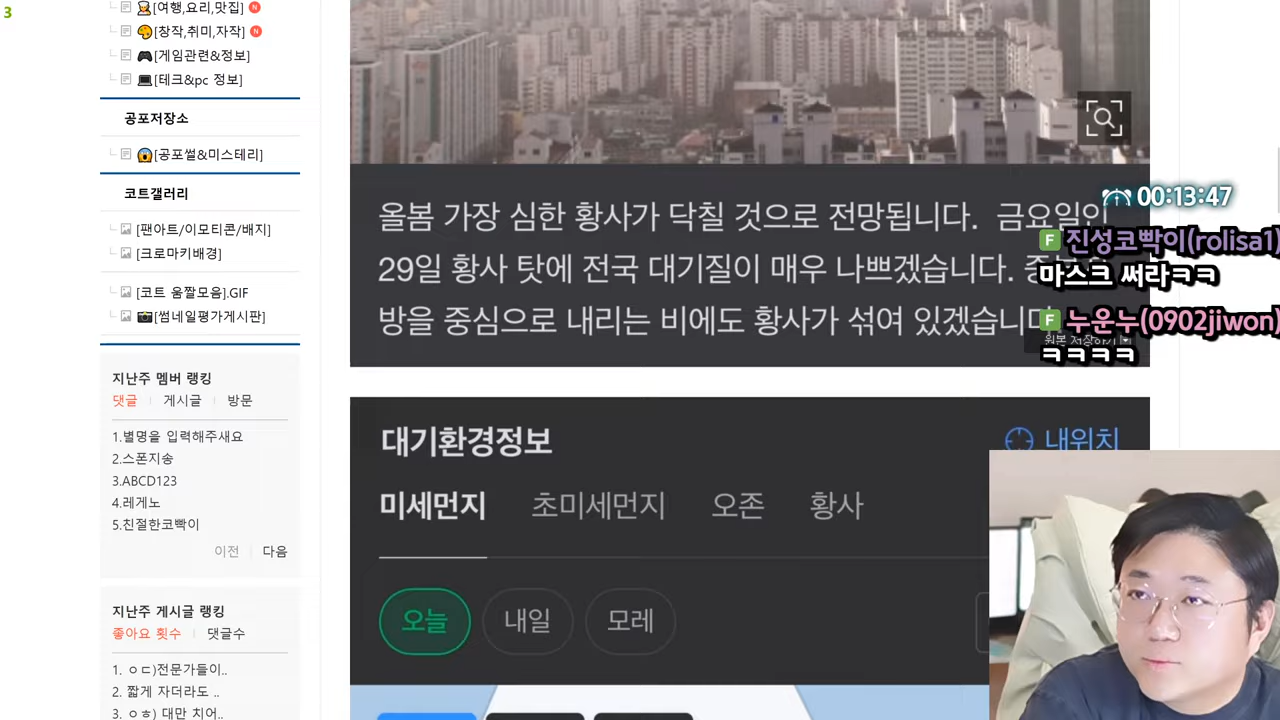 3
[여행,요리,맛집] N
[창작,취미,자작] N
[게임관련&정보]
[테크&pc 정보]
공포저장소
[공포썰&미스테리]
코트갤러리
[팬아트/이모티콘/배지]
[크로마키배경]
[코트 움짤모음].GIF
[썸네일평가게시판]
지난주 멤버 랭킹
댓글 게시글 방문
1.별명을 입력해주세요
2.스폰지송
3.ABCD123
4.레게노
5.친절한코빡이
이전 다음
지난주 게시글 랭킹
좋아요 횟수 댓글수
1. ㅇㄷ)전문가들이..
2. 짧게 자더라도 ..
3. ㅇㅎ) 대만 치어..
올봄 가장 심한 황사가 닥칠 것으로 전망됩니다. 금요일인
29일 황사 탓에 전국 대기질이 매우 나쁘겠습니다.
방을 중심으로 내리는 비에도 황사가 섞여 있겠습니다
원본 저장하기
대기환경정보
내위치
미세먼지 초미세먼지 오존 황사
오늘 내일 모레
00:13:47
F 진성코빡이(rolisa1)
마스크 써라ㅋㅋ
F 누운누(0902jiwon)
ㅋㅋㅋㅋ